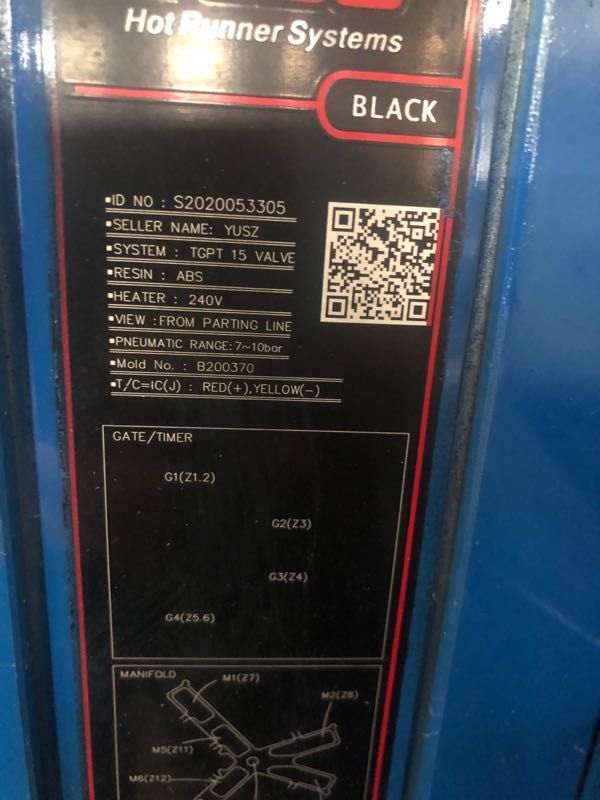 Hot Runner Systems
BLACK
▪ID NO : S2020053305
▪SELLER NAME: YUSZ
▪SYSTEM : TGPT 15 VALVE
▪RESIN : ABS
▪HEATER : 240V
▪VIEW :FROM PARTING LINE
▪PNEUMATIC RANGE:7~10bar
▪Mold No. : B200370
▪T/C=IC(J) : RED(+),YELLOW(-)
GATE/TIMER
G1(Z1.2)
G2(Z3)
G3(Z4)
G4(Z5.6)
MANIFOLD
M1(Z7)
M2(Z8)
M5(Z11)
M6(Z12)